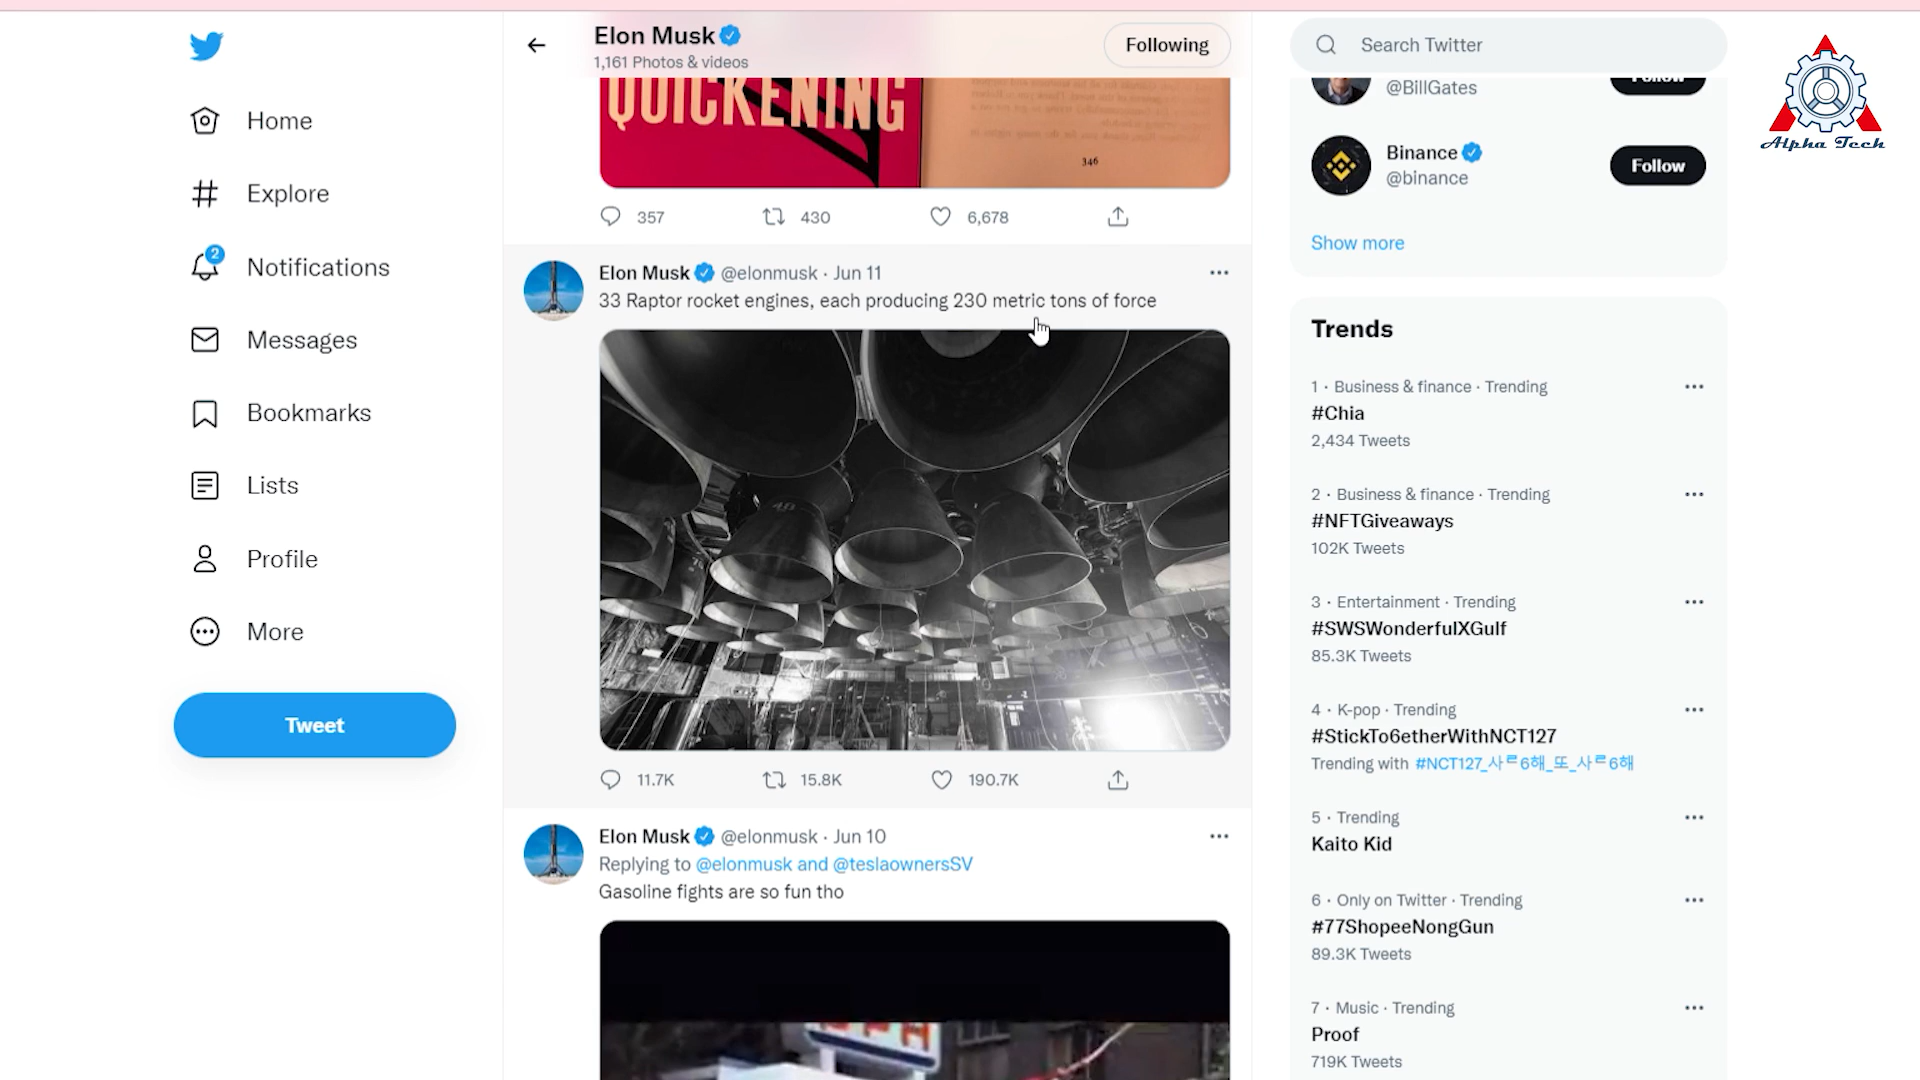 Home
Explore
2
Notifications
Messages
Bookmarks
Lists
Profile
More
Tweet
Elon Musk
1,161 Photos & videos
Following
QUICKENING
346
357
430
6,678
Elon Musk @elonmusk · Jun 11
33 Raptor rocket engines, each producing 230 metric tons of force
11.7K
15.8K
190.7K
Elon Musk @elonmusk · Jun 10
Replying to @elonmusk and @teslaownersSV
Gasoline fights are so fun tho
Search Twitter
@BillGates
Follow
Binance
@binance
Follow
Show more
Trends
1 · Business & finance · Trending
#Chia
2,434 Tweets
2 · Business & finance · Trending
#NFTGiveaways
102K Tweets
3 · Entertainment · Trending
#SWSWonderfulXGulf
85.3K Tweets
4 · K-pop · Trending
#StickTo6etherWithNCT127
Trending with #NCT127_사ᄅ6해_또_사ᄅ6해
5 · Trending
Kaito Kid
6 · Only on Twitter · Trending
#77ShopeeNongGun
89.3K Tweets
7 · Music · Trending
Proof
719K Tweets
Alpha Tech